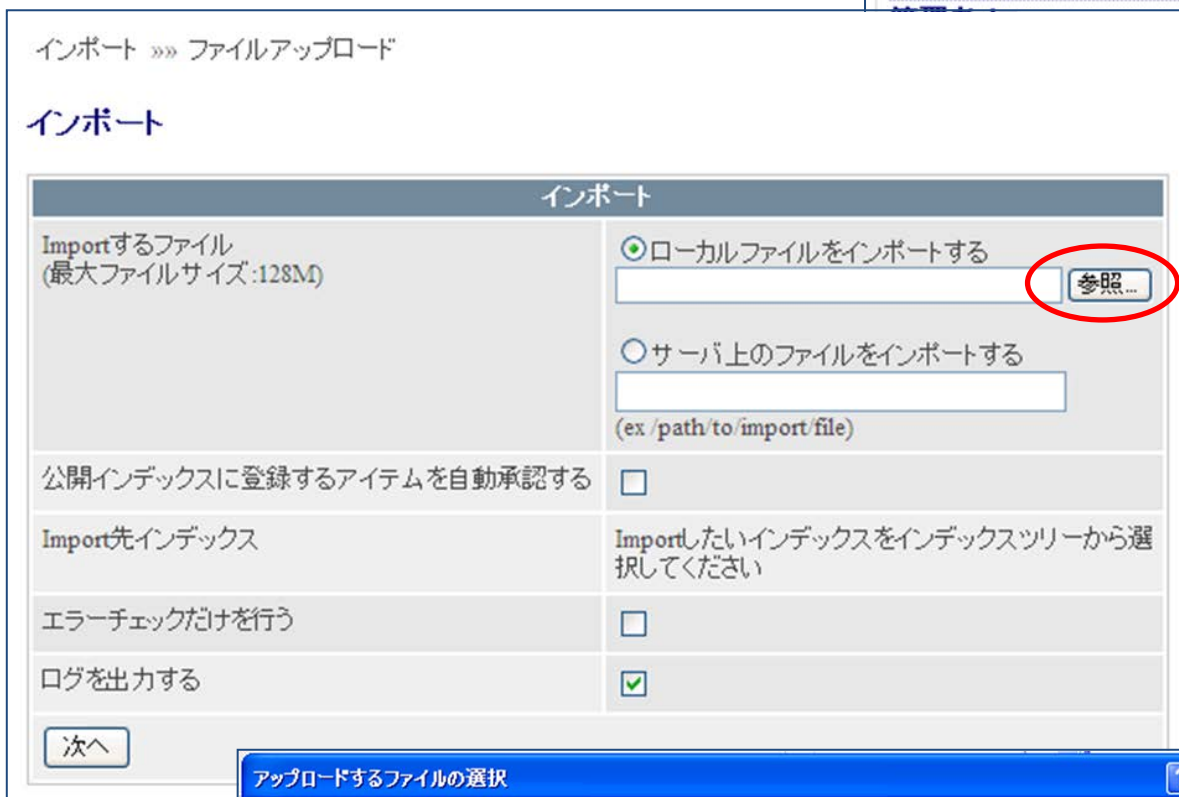 インポート »» ファイルアップロード
インポート
インポート
Importするファイル
(最大ファイルサイズ:128M)
ローカルファイルをインポートする
参照...
サーバ上のファイルをインポートする
(ex /path/to/import/file)
公開インデックスに登録するアイテムを自動承認する
Import先インデックス
Importしたいインデックスをインデックスツリーから選
択してください
エラーチェックだけを行う
ログを出力する
次へ
アップロードするファイルの選択